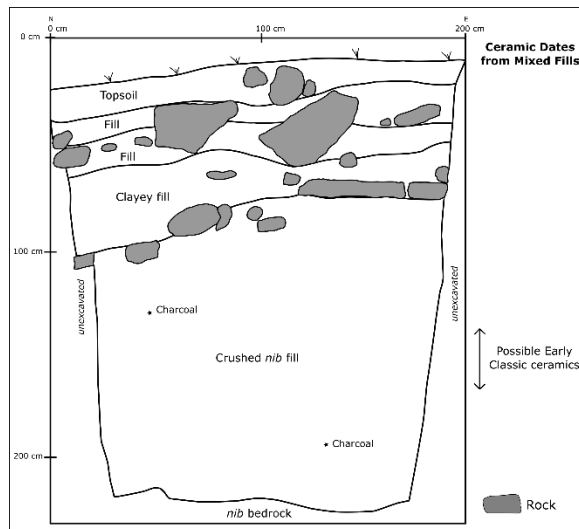 N
E
0 cm
100 cm
200 cm
0 cm
Ceramic Dates
from Mixed Fills
Topsoil
Fill
Fill
Clayey fill
100 cm
unexcavated
unexcavated
Charcoal
Possible Early
Classic ceramics
Crushed nib fill
Charcoal
200 cm
Rock
nib bedrock